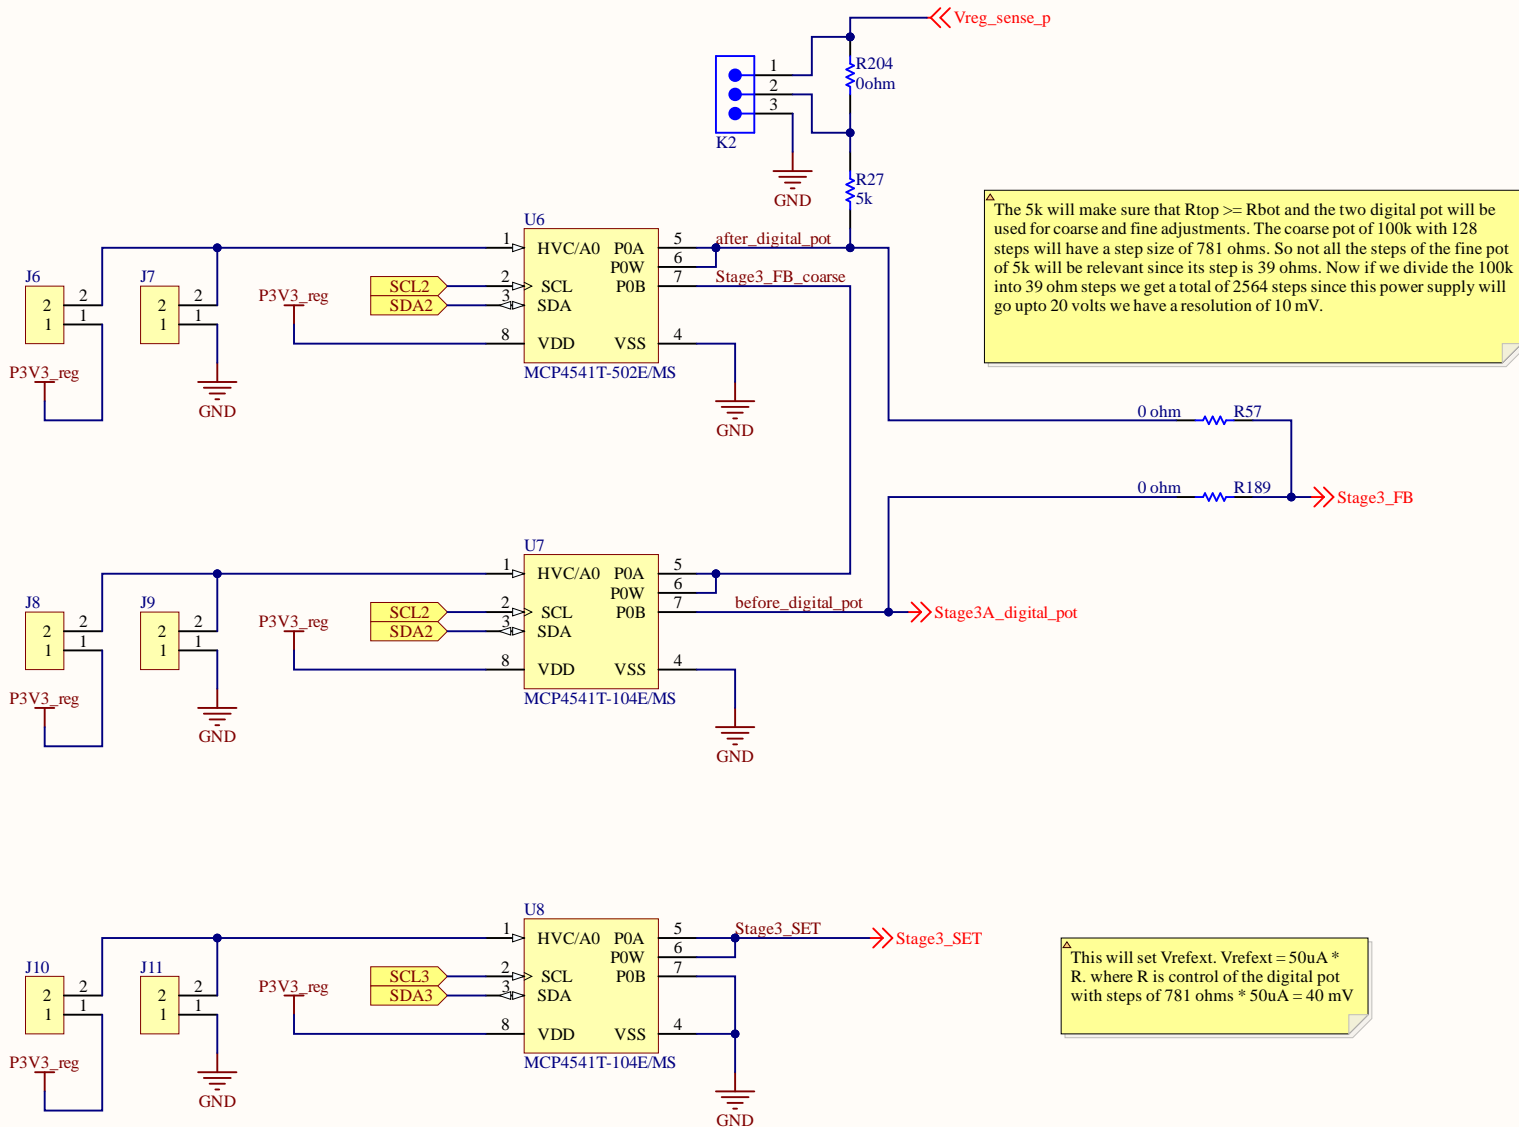 Vreg_sense_p
R204
0ohm
1
2
3
K2
GND
R27
5k
The 5k will make sure that Rtop >= Rbot and the two digital pot will be
used for coarse and fine adjustments. The coarse pot of 100k with 128
steps will have a step size of 781 ohms. So not all the steps of the fine pot
of 5k will be relevant since its step is 39 ohms. Now if we divide the 100k
into 39 ohm steps we get a total of 2564 steps since this power supply will
go upto 20 volts we have a resolution of 10 mV.
U6
1 HVC/A0 P0A 5 after_digital_pot
P0W 6
SCL2 2 SCL P0B 7 Stage3_FB_coarse
SDA2 3 SDA
P3V3_reg
8 VDD VSS 4
MCP4541T-502E/MS
GND
J6
2 2
1 1
P3V3_reg
J7
2 2
1 1
GND
0 ohm R57
0 ohm R189
Stage3_FB
U7
1 HVC/A0 P0A 5
P0W 6
SCL2 2 SCL P0B 7 before_digital_pot
Stage3A_digital_pot
SDA2 3 SDA
P3V3_reg
8 VDD VSS 4
MCP4541T-104E/MS
GND
J8
2 2
1 1
P3V3_reg
J9
2 2
1 1
GND
U8
1 HVC/A0 P0A 5 Stage3_SET
Stage3_SET
P0W 6
SCL3 2 SCL P0B 7
SDA3 3 SDA
P3V3_reg
8 VDD VSS 4
MCP4541T-104E/MS
GND
J10
2 2
1 1
P3V3_reg
J11
2 2
1 1
GND
This will set Vrefext. Vrefext = 50uA *
R. where R is control of the digital pot
with steps of 781 ohms * 50uA = 40 mV